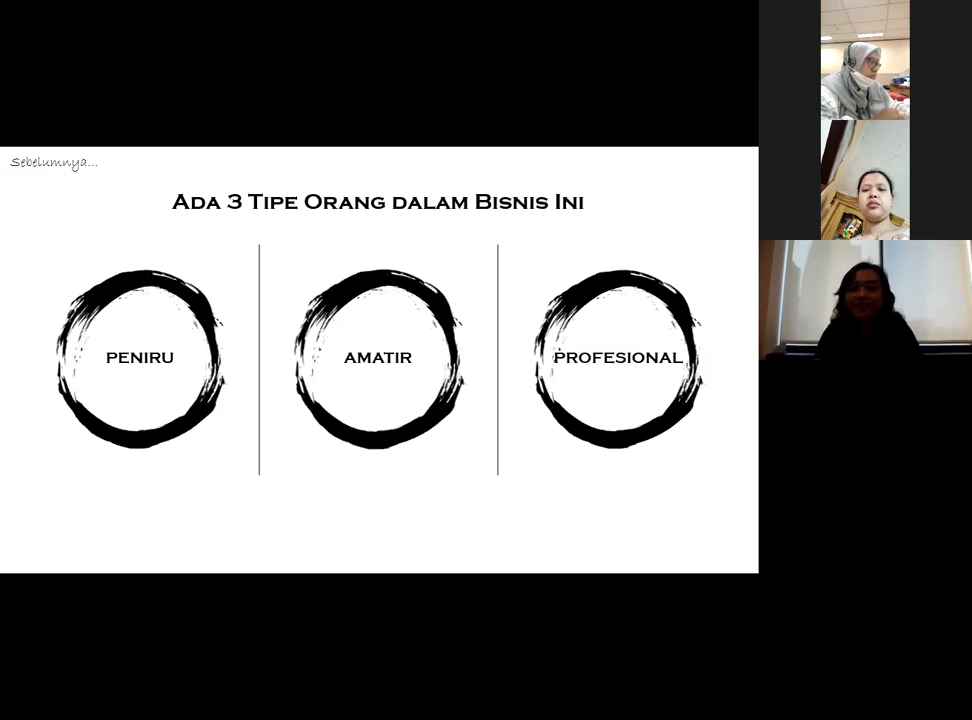 Sebelumnya...
ADA 3 TIPE ORANG DALAM BISNIS INI
PENIRU
AMATIR
PROFESIONAL